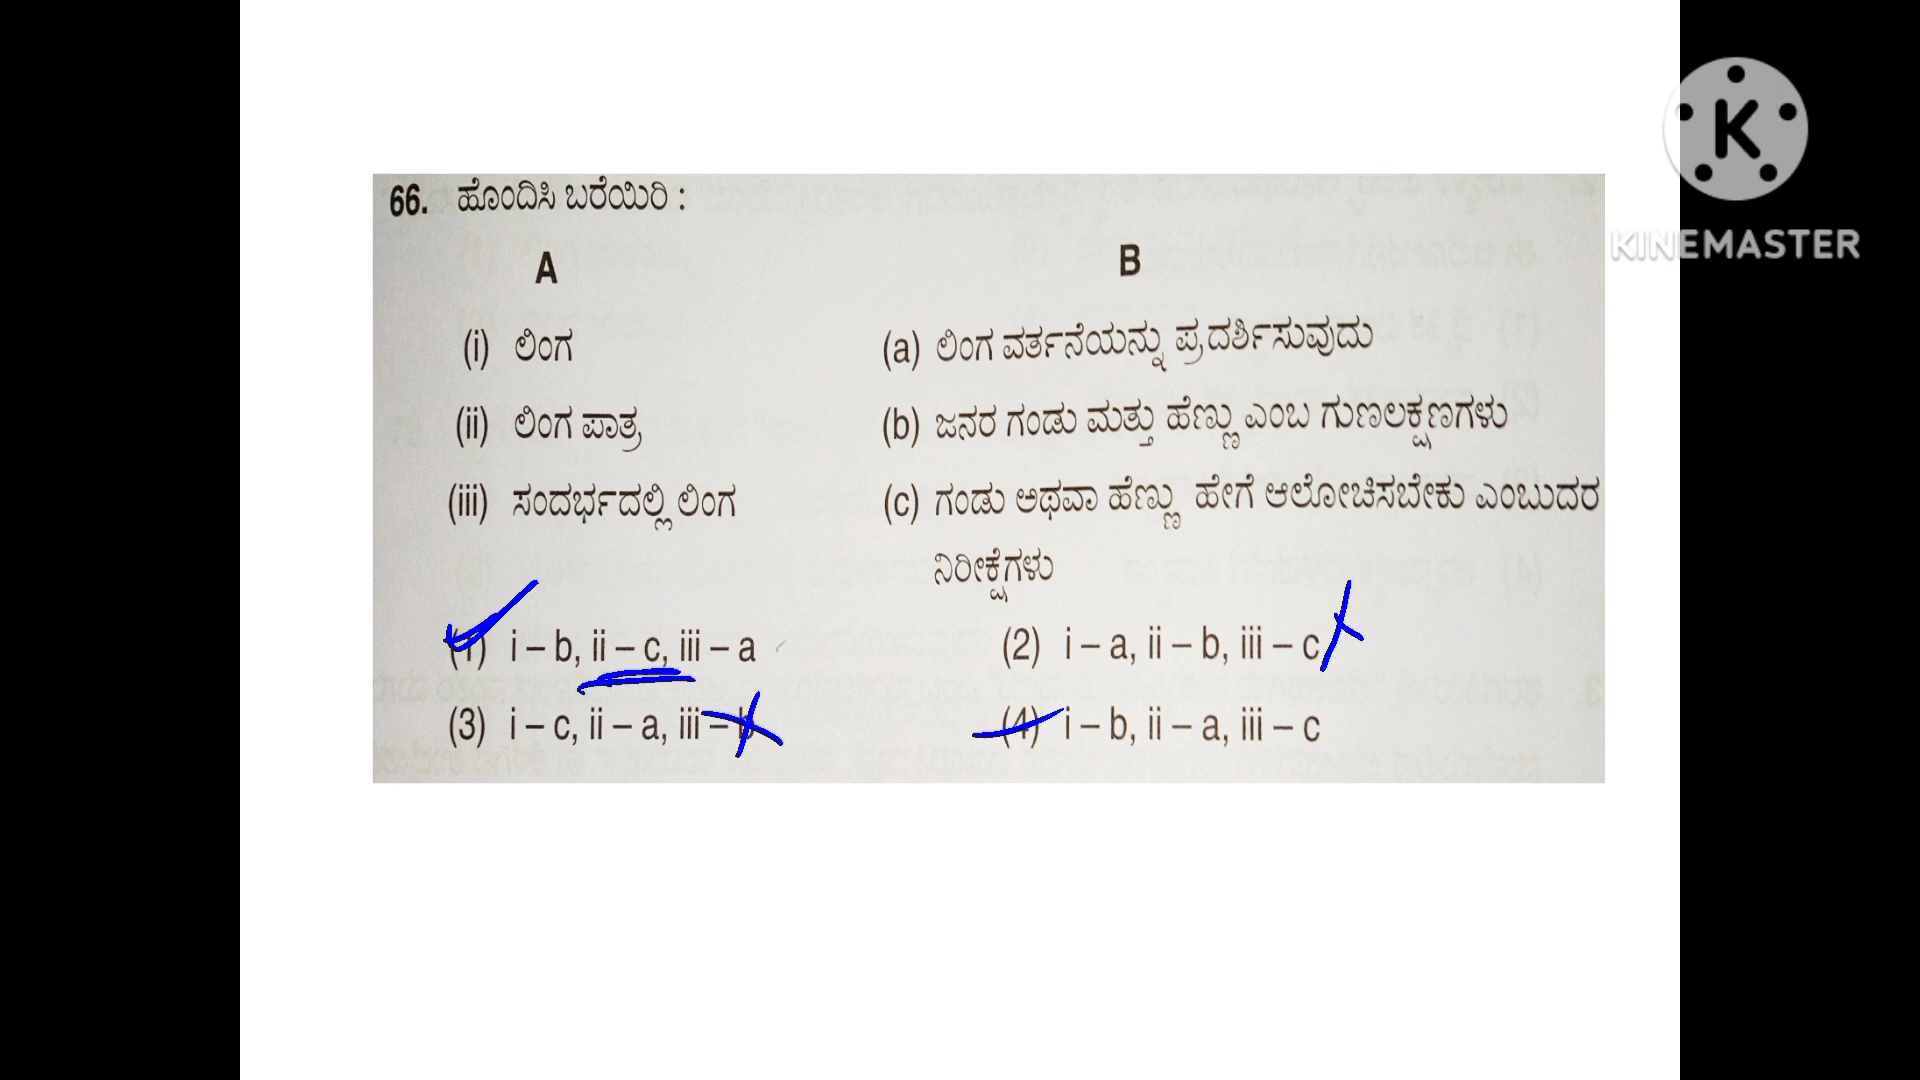 66. ಹೊಂದಿಸಿ ಬರೆಯಿರಿ :
A B
(i) ಲಿಂಗ (a) ಲಿಂಗ ವರ್ತನೆಯನ್ನು ಪ್ರದರ್ಶಿಸುವುದು
(ii) ಲಿಂಗ ಪಾತ್ರ (b) ಜನರ ಗಂಡು ಮತ್ತು ಹೆಣ್ಣು ಎಂಬ ಗುಣಲಕ್ಷಣಗಳು
(iii) ಸಂದರ್ಭದಲ್ಲಿ ಲಿಂಗ (c) ಗಂಡು ಅಥವಾ ಹೆಣ್ಣು ಹೇಗೆ ಆಲೋಚಿಸಬೇಕು ಎಂಬುದರ
ನಿರೀಕ್ಷೆಗಳು
(1) i – b, ii – c, iii – a (2) i – a, ii – b, iii – c
(3) i – c, ii – a, iii – b (4) i – b, ii – a, iii – c
K
KINEMASTER